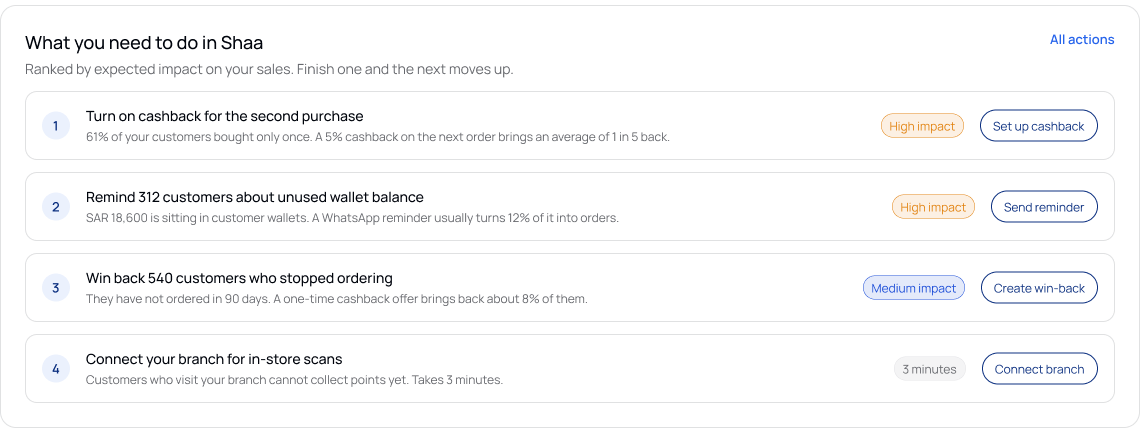 What you need to do in Shaa
All actions
Ranked by expected impact on your sales. Finish one and the next moves up.
1
Turn on cashback for the second purchase
61% of your customers bought only once. A 5% cashback on the next order brings an average of 1 in 5 back.
High impact
Set up cashback
2
Remind 312 customers about unused wallet balance
SAR 18,600 is sitting in customer wallets. A WhatsApp reminder usually turns 12% of it into orders.
High impact
Send reminder
3
Win back 540 customers who stopped ordering
They have not ordered in 90 days. A one-time cashback offer brings back about 8% of them.
Medium impact
Create win-back
4
Connect your branch for in-store scans
Customers who visit your branch cannot collect points yet. Takes 3 minutes.
3 minutes
Connect branch